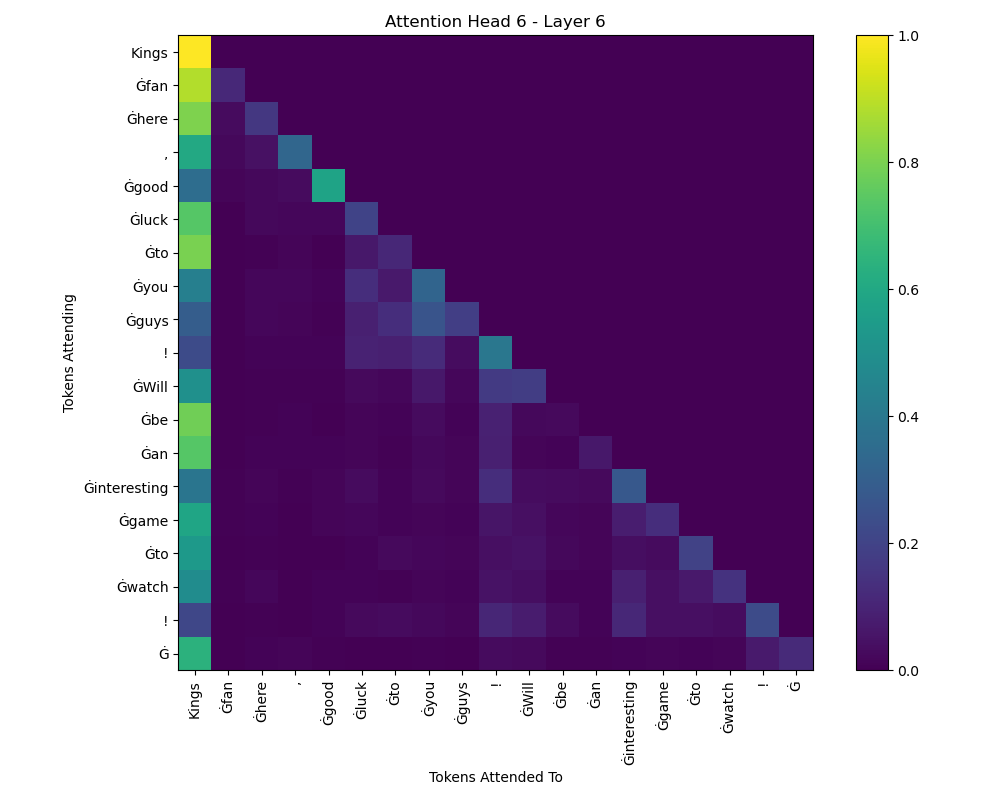 Attention Head 6 - Layer 6
Tokens Attending
Kings
Ġfan
Ġhere
,
Ġgood
Ġluck
Ġto
Ġyou
Ġguys
!
ĠWill
Ġbe
Ġan
Ġinteresting
Ġgame
Ġto
Ġwatch
!
Ġ
Kings
Ġfan
Ġhere
,
Ġgood
Ġluck
Ġto
Ġyou
Ġguys
!
ĠWill
Ġbe
Ġan
Ġinteresting
Ġgame
Ġto
Ġwatch
!
Ġ
Tokens Attended To
1.0
0.8
0.6
0.4
0.2
0.0